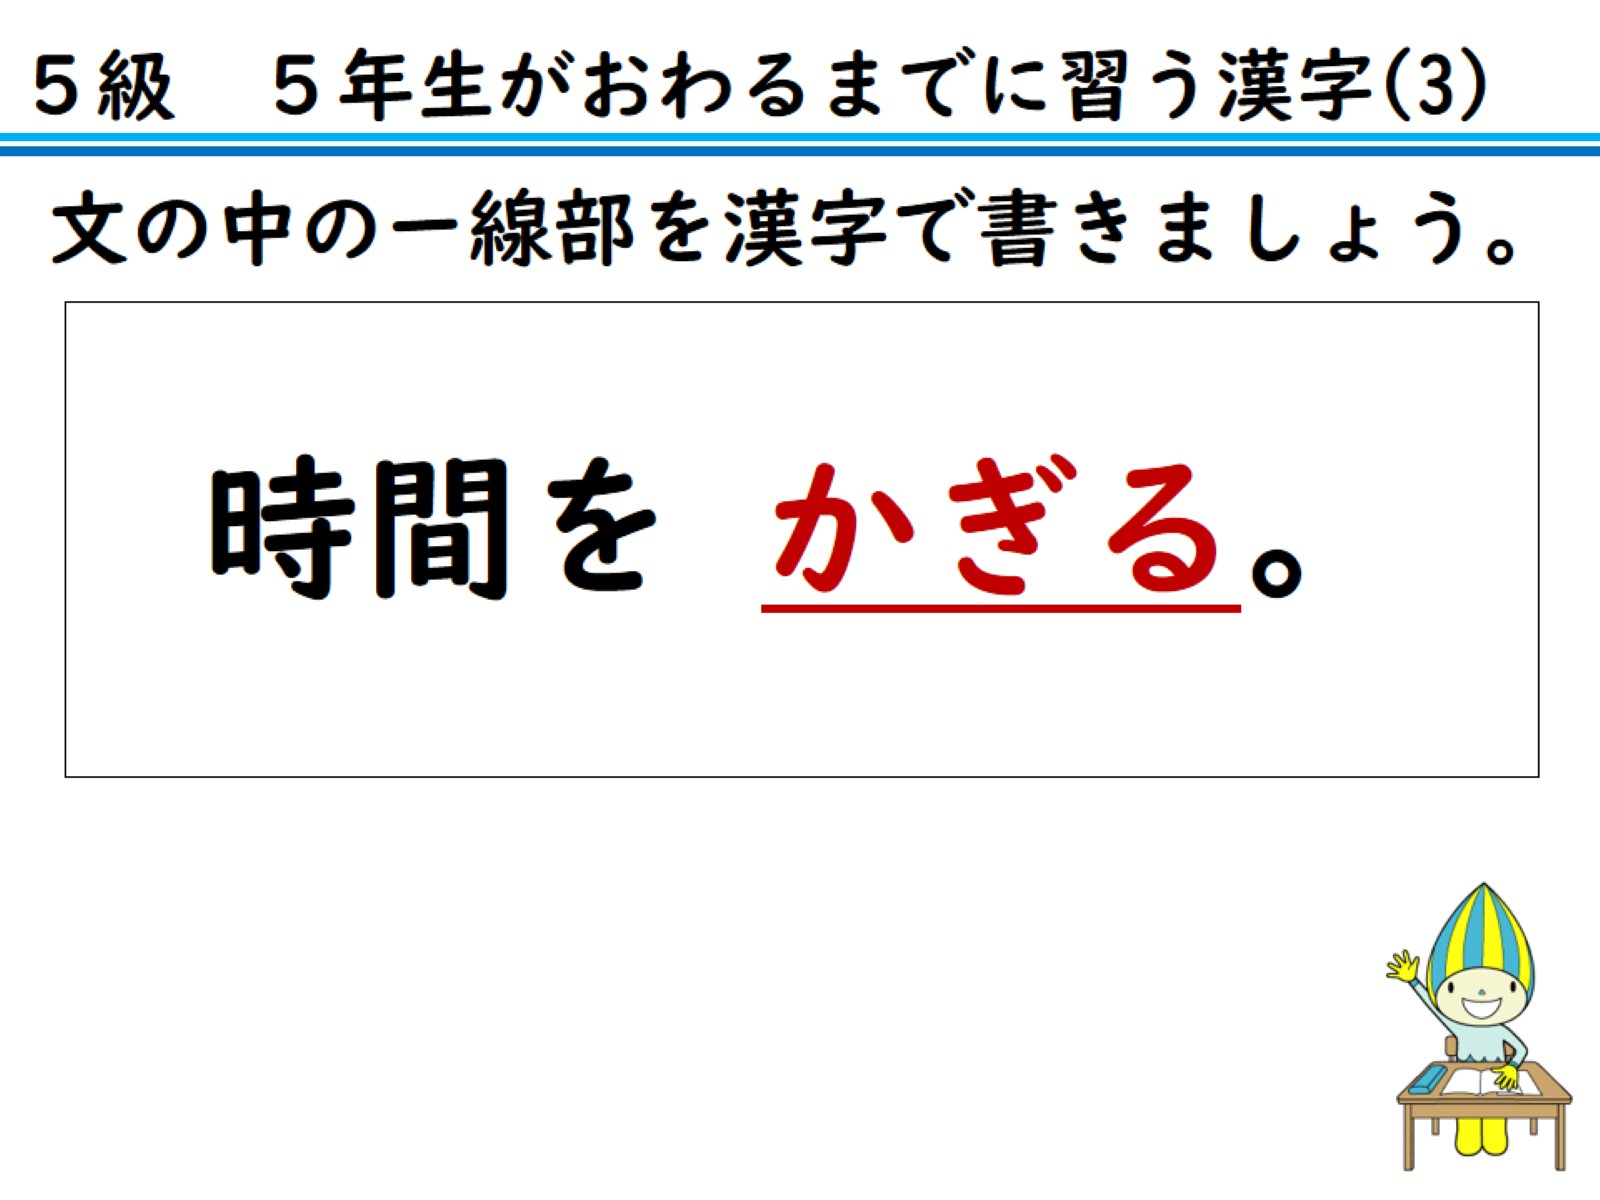 ５級　５年生がおわるまでに習う漢字(3)
文の中の一線部を漢字で書きましょう。
時間を　かぎる。